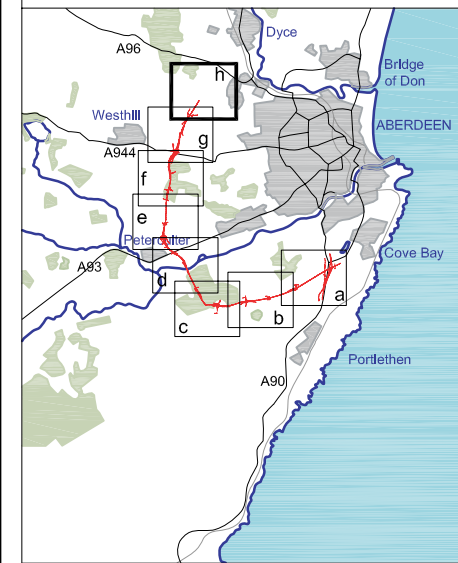 Dyce
A96
h
Bridge
of Don
Westhill
ABERDEEN
g
A944
f
e
Peterculter
Cove Bay
A93
d
a
c
b
Portlethen
A90